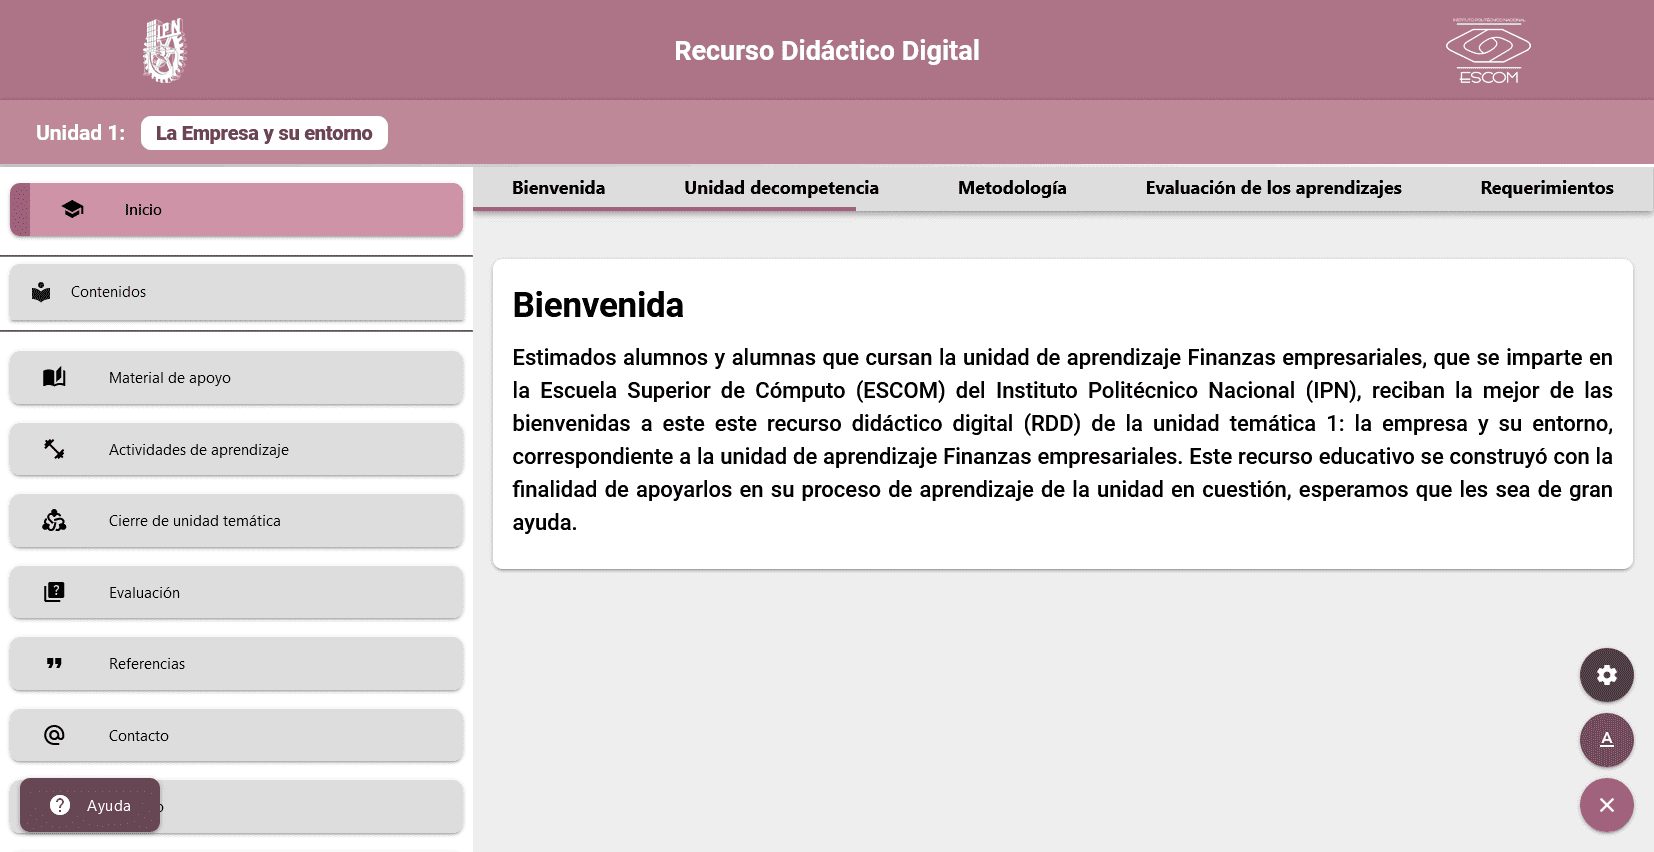 IPN
Recurso Didáctico Digital
INSTITUTO POLITÉCNICO NACIONAL
ESCOM
Unidad 1: La Empresa y su entorno
Inicio
Contenidos
Material de apoyo
Actividades de aprendizaje
Cierre de unidad temática
Evaluación
Referencias
Contacto
Ayuda
Bienvenida Unidad decompetencia Metodología Evaluación de los aprendizajes Requerimientos
Bienvenida
Estimados alumnos y alumnas que cursan la unidad de aprendizaje Finanzas empresariales, que se imparte en
la Escuela Superior de Cómputo (ESCOM) del Instituto Politécnico Nacional (IPN), reciban la mejor de las
bienvenidas a este este recurso didáctico digital (RDD) de la unidad temática 1: la empresa y su entorno,
correspondiente a la unidad de aprendizaje Finanzas empresariales. Este recurso educativo se construyó con la
finalidad de apoyarlos en su proceso de aprendizaje de la unidad en cuestión, esperamos que les sea de gran
ayuda.
A